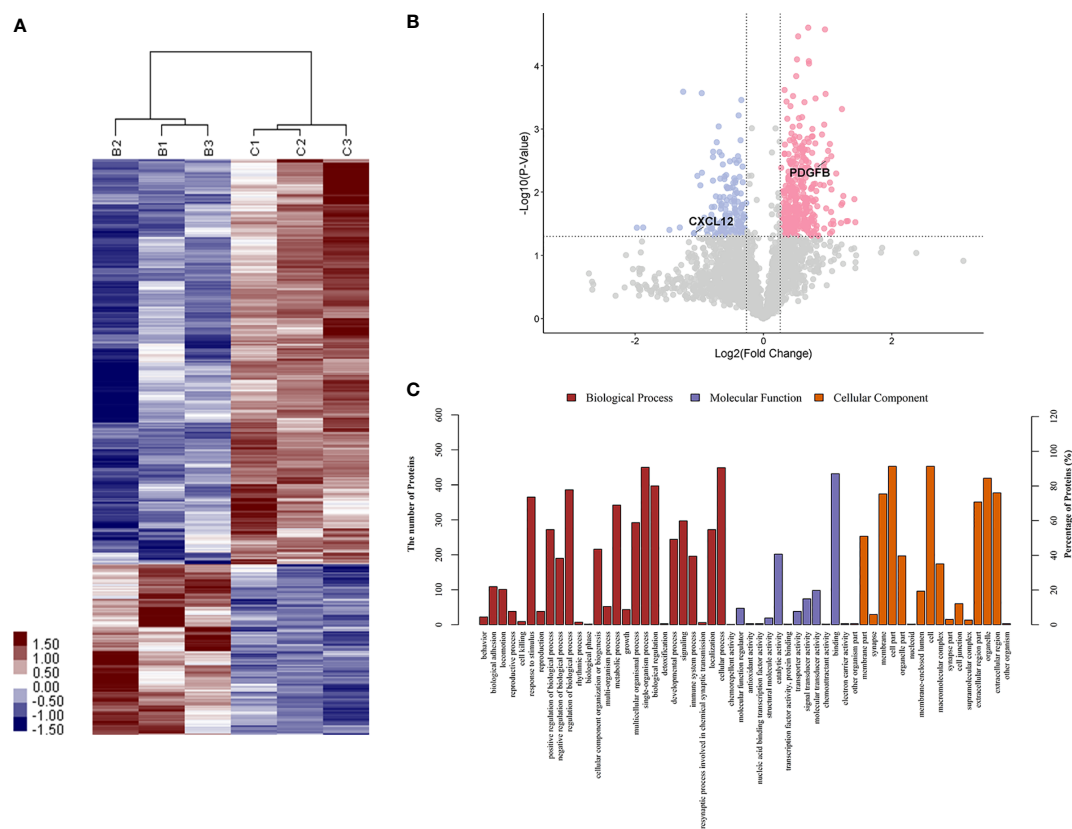 A
B2
B1
B3
C1
C2
C3
1.50
1.00
0.50
0.00
-0.50
-1.00
-1.50
B
-Log10(P-Value)
4
3
2
1
0
PDGFB
CXCL12
-2
0
2
Log2(Fold Change)
C
Biological Process
Molecular Function
Cellular Component
The number of Proteins
600
500
400
300
200
100
0
120
100
80
60
40
20
0
Percentage of Proteins (%)
behavior
biological adhesion
locomotion
reproductive process
cell killing
response to stimulus
reproduction
positive regulation of biological process
negative regulation of biological process
regulation of biological process
rhythmic process
biological phase
cellular component organization or biogenesis
multi-organism process
metabolic process
growth
multicellular organismal process
single-organism process
biological regulation
detoxification
developmental process
signaling
immune system process
resynaptic process involved in chemical synaptic transmission
localization
cellular process
chemorepellent activity
molecular function regulator
antioxidant activity
nucleic acid binding transcription factor activity
structural molecule activity
catalytic activity
transcription factor activity, protein binding
transporter activity
signal transducer activity
molecular transducer activity
chemoattractant activity
binding
electron carrier activity
other organism part
membrane part
synapse
membrane
cell part
organelle part
nucleoid
membrane-enclosed lumen
cell
macromolecular complex
synapse part
cell junction
supramolecular complex
extracellular region part
organelle
extracellular region
other organism